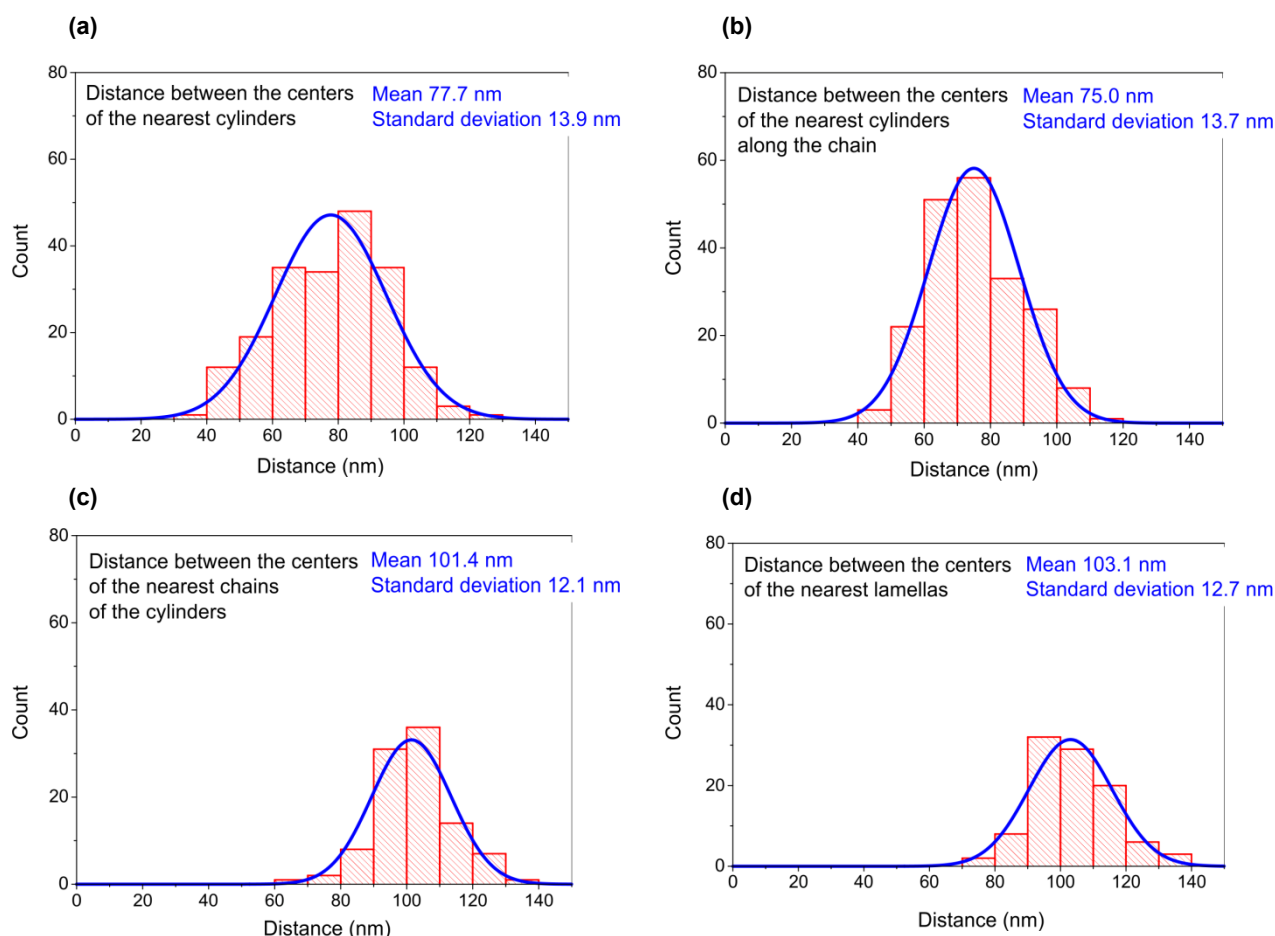 (a)
Distance between the centers
of the nearest cylinders
Mean 77.7 nm
Standard deviation 13.9 nm
80
60
40
20
0
Count
0 20 40 60 80 100 120 140
Distance (nm)
(b)
Distance between the centers
of the nearest cylinders
along the chain
Mean 75.0 nm
Standard deviation 13.7 nm
80
60
40
20
0
Count
0 20 40 60 80 100 120 140
Distance (nm)
(c)
Distance between the centers
of the nearest chains
of the cylinders
Mean 101.4 nm
Standard deviation 12.1 nm
80
60
40
20
0
Count
0 20 40 60 80 100 120 140
Distance (nm)
(d)
Distance between the centers
of the nearest lamellas
Mean 103.1 nm
Standard deviation 12.7 nm
80
60
40
20
0
Count
0 20 40 60 80 100 120 140
Distance (nm)